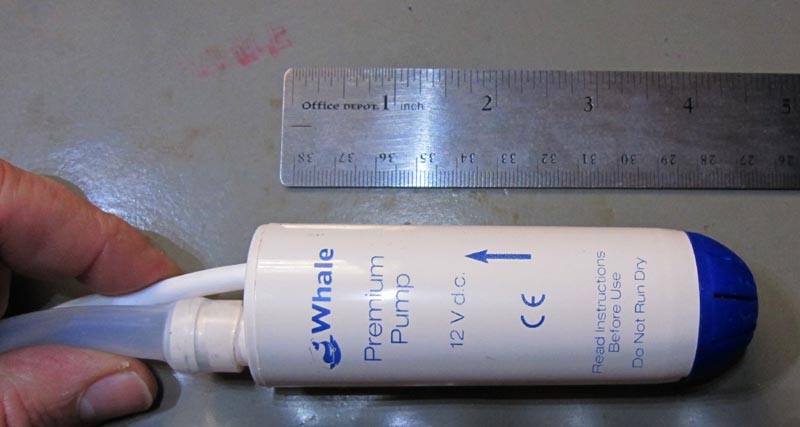 Office DEPOT. 1 inch 2 3 4 5
38 37 36 35 34 33 32 31 30 29 28 27 26
Whale
Premium
Pump
12 V d.c.
CE
Read Instructions
Before Use
Do Not Run Dry